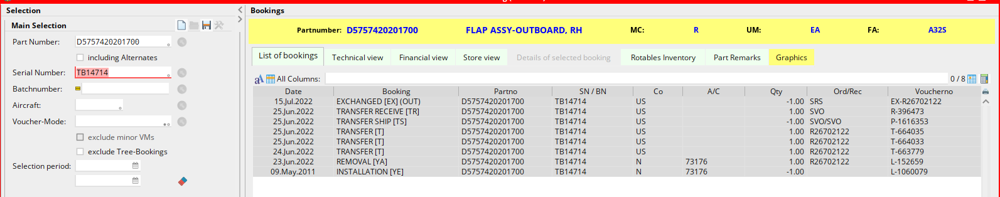 Selection
Main Selection
Part Number: D5757420201700
including Alternates
Serial Number: TB14714
Batchnumber: =
Aircraft:
Voucher-Mode:
exclude minor VMs
exclude Tree-Bookings
Selection period:
Bookings
Partnumber: D5757420201700 FLAP ASSY-OUTBOARD, RH MC: R UM: EA FA: A32S
List of bookings Technical view Financial view Store view Details of selected booking Rotables Inventory Part Remarks Graphics
All Columns: 0 / 8
Date Booking Partno SN / BN Co A/C Qty Ord/Rec Voucherno
15.Jul.2022 EXCHANGED [EX] (OUT) D5757420201700 TB14714 US -1.00 SRS EX-R26702122
25.Jun.2022 TRANSFER RECEIVE [TR] D5757420201700 TB14714 US 1.00 SVO R-396473
25.Jun.2022 TRANSFER SHIP [TS] D5757420201700 TB14714 US -1.00 SVO/SVO P-1616353
25.Jun.2022 TRANSFER [T] D5757420201700 TB14714 US 1.00 R26702122 T-664035
25.Jun.2022 TRANSFER [T] D5757420201700 TB14714 US 1.00 R26702122 T-664033
24.Jun.2022 TRANSFER [T] D5757420201700 TB14714 US 1.00 R26702122 T-663779
23.Jun.2022 REMOVAL [YA] D5757420201700 TB14714 N 73176 1.00 R26702122 L-152659
09.May.2011 INSTALLATION [YE] D5757420201700 TB14714 N 73176 -1.00 L-1060079